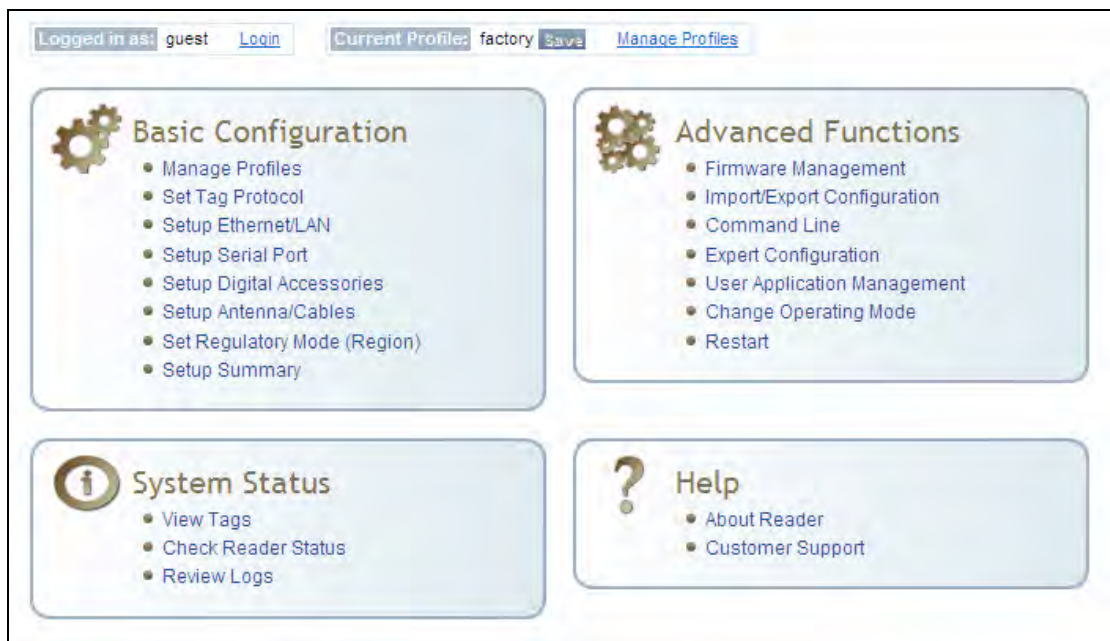 Logged in as: guest Login Current Profile: factory Save Manage Profiles
Basic Configuration
Manage Profiles
Set Tag Protocol
Setup Ethernet/LAN
Setup Serial Port
Setup Digital Accessories
Setup Antenna/Cables
Set Regulatory Mode (Region)
Setup Summary
Advanced Functions
Firmware Management
Import/Export Configuration
Command Line
Expert Configuration
User Application Management
Change Operating Mode
Restart
System Status
View Tags
Check Reader Status
Review Logs
Help
About Reader
Customer Support